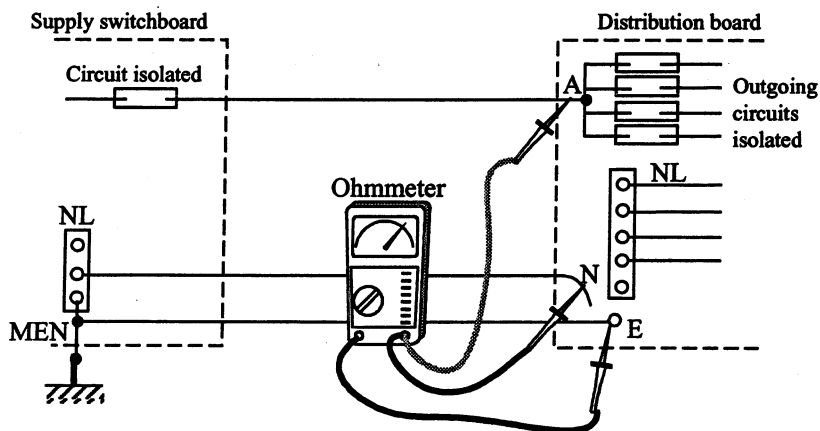 Supply switchboard
Distribution board
Circuit isolated
A
Outgoing
circuits
isolated
Ohmmeter
NL
NL
N
MEN
E